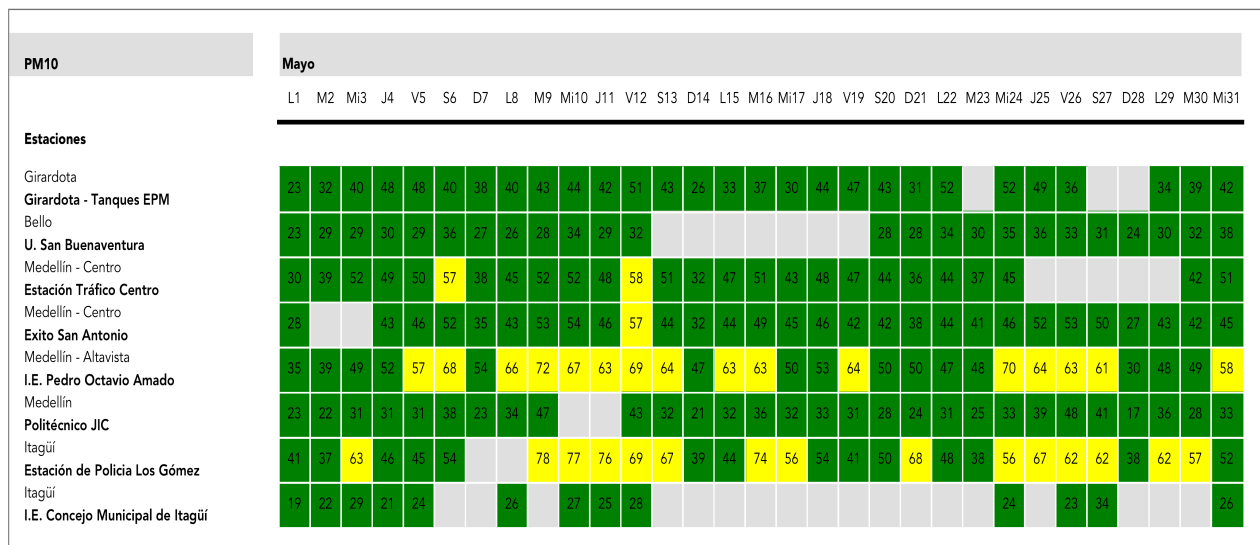 PM10 Mayo
L1 M2 Mi3 J4 V5 S6 D7 L8 M9 Mi10 J11 V12 S13 D14 L15 M16 Mi17 J18 V19 S20 D21 L22 M23 Mi24 J25 V26 S27 D28 L29 M30 Mi31
Estaciones
Girardota
Girardota - Tanques EPM
23 32 40 48 48 40 38 40 43 44 42 51 43 26 33 37 30 44 47 43 31 52 52 49 36 34 39 42
Bello
U. San Buenaventura
23 29 29 30 29 36 27 26 28 34 29 32 28 28 34 30 35 36 33 31 24 30 32 38
Medellín - Centro
Estación Tráfico Centro
30 39 52 49 50 57 38 45 52 52 48 58 51 32 47 51 43 48 47 44 36 44 37 45 42 51
Medellín - Centro
Exito San Antonio
28 43 46 52 35 43 53 54 46 57 44 32 44 49 45 46 42 42 38 44 41 46 52 53 50 27 43 42 45
Medellín - Altavista
I.E. Pedro Octavio Amado
35 39 49 52 57 68 54 66 72 67 63 69 64 47 63 63 50 53 64 50 50 47 48 70 64 63 61 30 48 49 58
Medellín
Politécnico JIC
23 22 31 31 31 38 23 34 47 43 32 21 32 36 32 33 31 28 24 31 25 33 39 48 41 17 36 28 33
Itagüí
Estación de Policia Los Gómez
41 37 63 46 45 54 78 77 76 69 67 39 44 74 56 54 41 50 68 48 38 56 67 62 62 38 62 57 52
Itagüí
I.E. Concejo Municipal de Itagüí
19 22 29 21 24 26 27 25 28 24 23 34 26